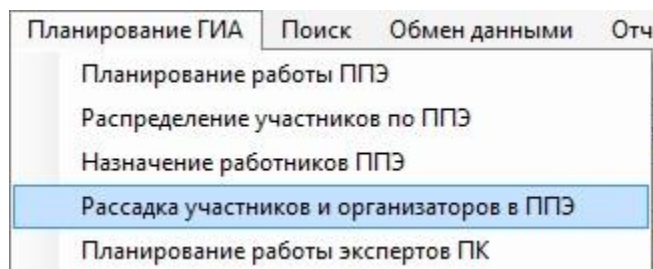 Планирование ГИА Поиск Обмен данными Отч
Планирование работы ППЭ
Распределение участников по ППЭ
Назначение работников ППЭ
Рассадка участников и организаторов в ППЭ
Планирование работы экспертов ПК